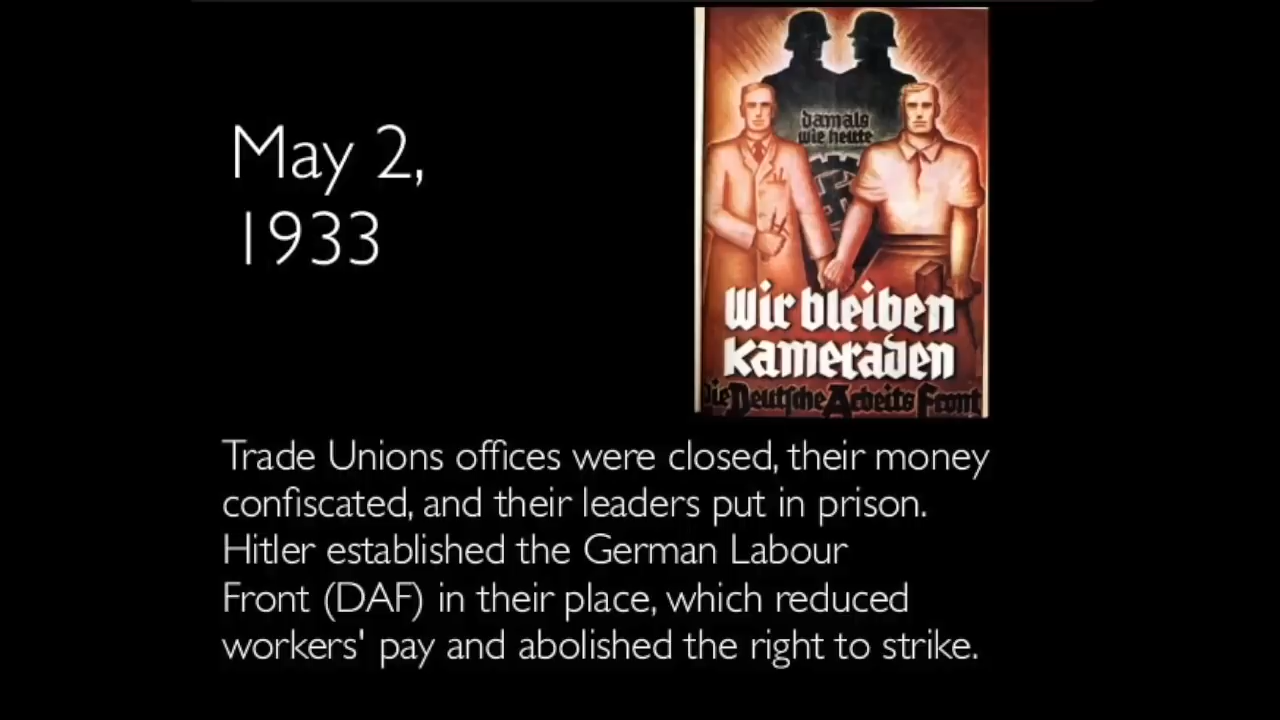 May 2,
1933
damals
wie heute
Wir bleiben
kameraden
Die Deutsche Arbeits Front
Trade Unions offices were closed, their money
confiscated, and their leaders put in prison.
Hitler established the German Labour
Front (DAF) in their place, which reduced
workers' pay and abolished the right to strike.